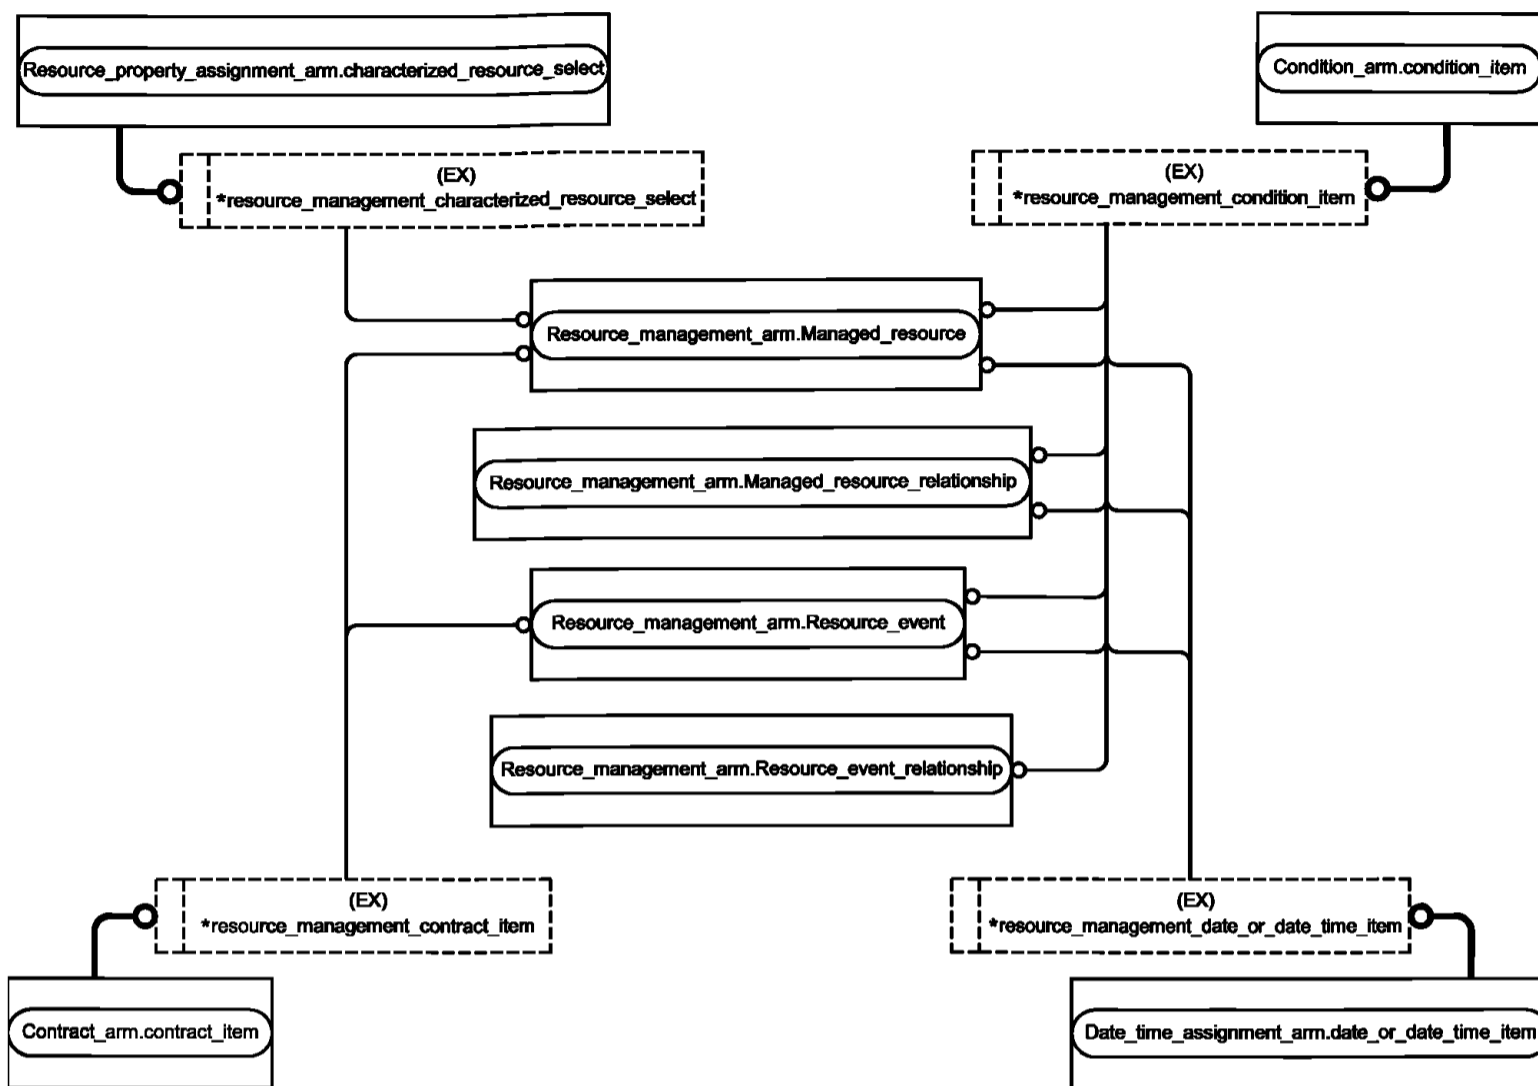 Resource_property_assignment_arm.characterized_resource_select
Condition_arm.condition_item
(EX)
*resource_management_characterized_resource_select
(EX)
*resource_management_condition_item
Resource_management_arm.Managed_resource
Resource_management_arm.Managed_resource_relationship
Resource_management_arm.Resource_event
Resource_management_arm.Resource_event_relationship
(EX)
*resource_management_contract_item
(EX)
*resource_management_date_or_date_time_item
Contract_arm.contract_item
Date_time_assignment_arm.date_or_date_time_item